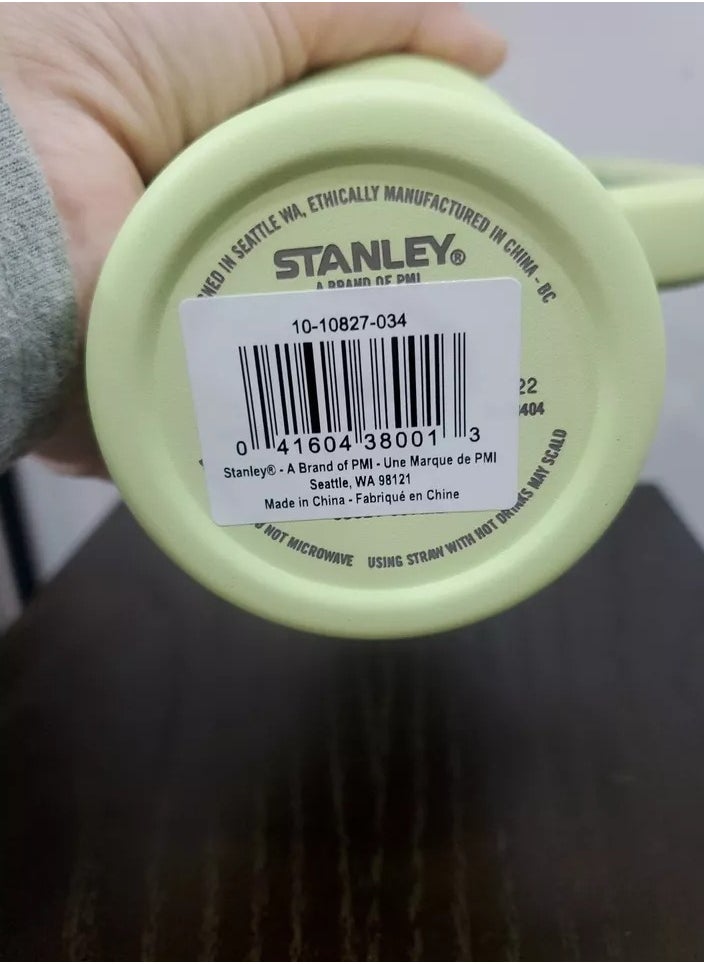 NED IN SEATTLE WA, ETHICALLY MANUFACTURED IN CHINA - BC
STANLEY®
A BRAND OF PMI
10-10827-034
0 41604 38001 3
Stanley® - A Brand of PMI - Une Marque de PMI
Seattle, WA 98121
Made in China - Fabriqué en Chine
22
404
NOT MICROWAVE USING STRAW WITH HOT DRINKS MAY SCALD